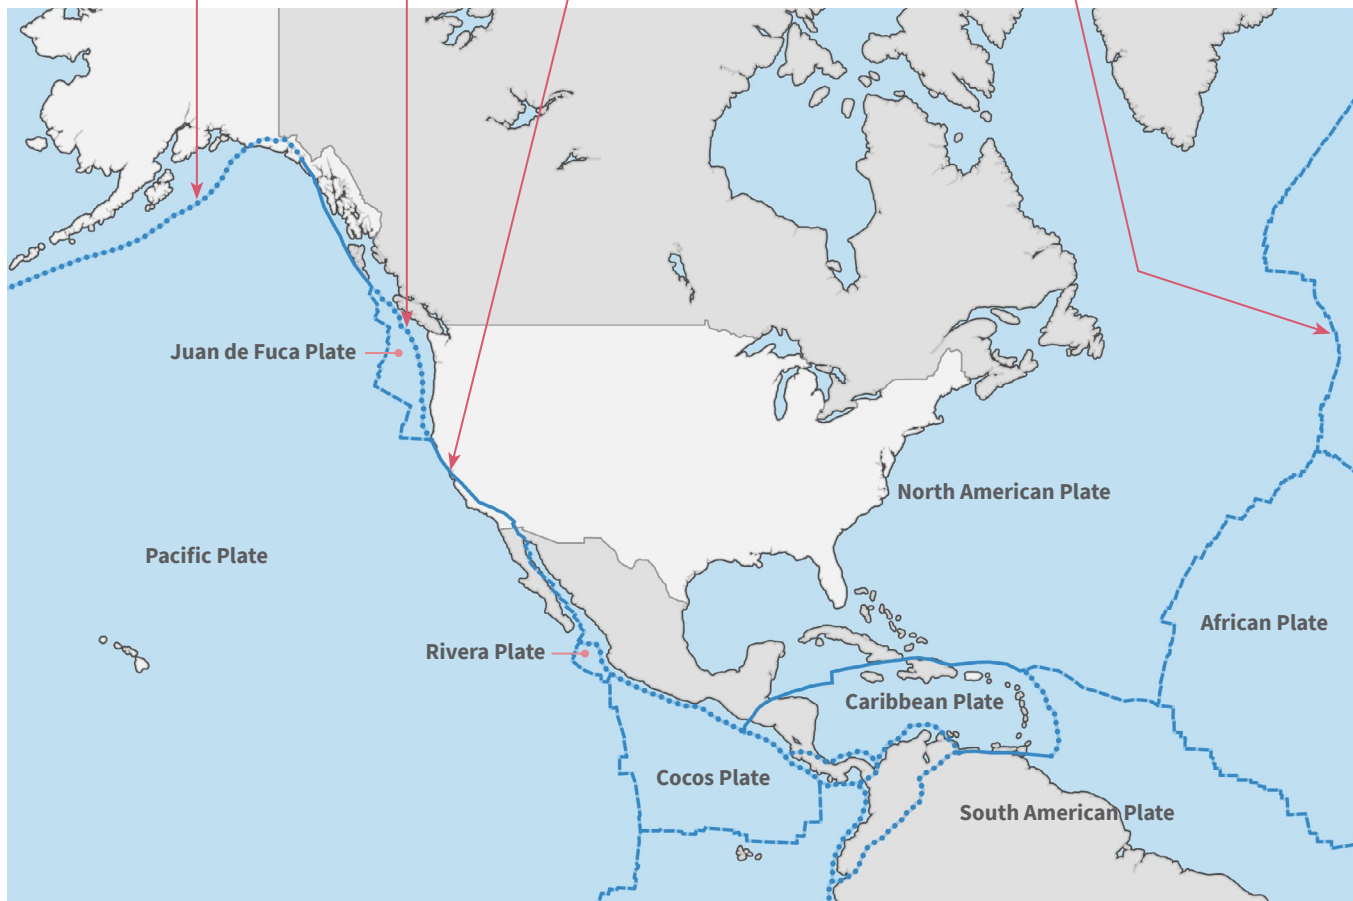 Juan de Fuca Plate
North American Plate
Pacific Plate
African Plate
Rivera Plate
Caribbean Plate
Cocos Plate
South American Plate